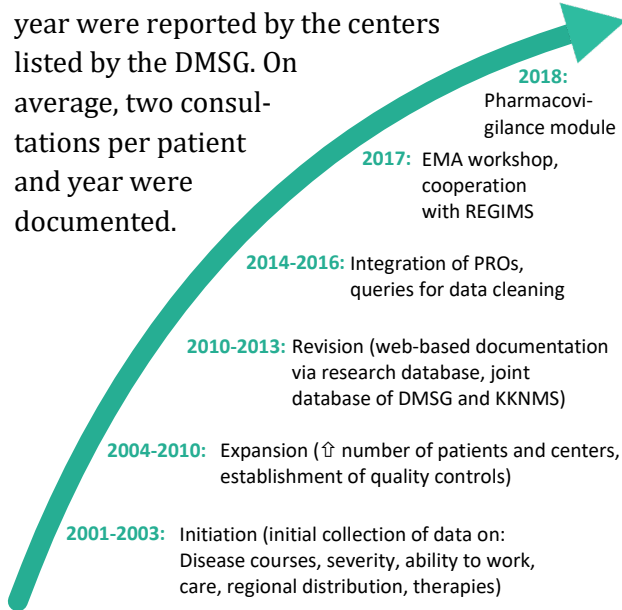 year were reported by the centers
listed by the DMSG. On
average, two consul-
tations per patient
and year were
documented.
2018:
Pharmacovi-
gilance module
2017: EMA workshop,
cooperation
with REGIMS
2014-2016: Integration of PROs,
queries for data cleaning
2010-2013: Revision (web-based documentation
via research database, joint
database of DMSG and KKNMS)
2004-2010: Expansion (⇧ number of patients and centers,
establishment of quality controls)
2001-2003: Initiation (initial collection of data on:
Disease courses, severity, ability to work,
care, regional distribution, therapies)